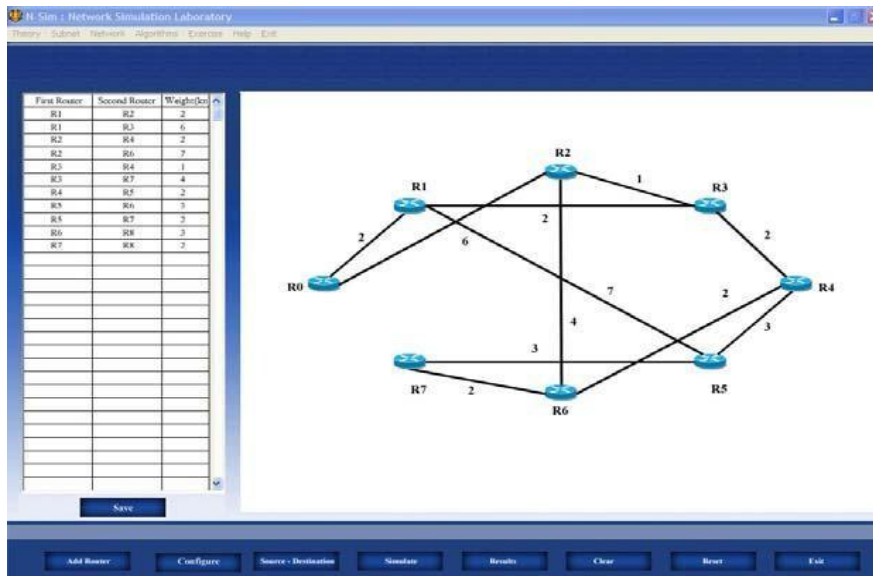 N-Sim : Network Simulation Laboratory
Theory Subnet Network Algorithms Exercise Help Exit
First Router Second Router Weight(km
R1 R2 2
R1 R3 6
R2 R4 2
R2 R6 7
R3 R4 1
R3 R7 4
R4 R5 2
R5 R6 3
R5 R7 2
R6 R8 3
R7 R8 2
Save
R2
R1
1
R3
2
2
2
6
R0
7
2
R4
4
3
3
R7
2
R6
R5
Add Router Configure Source - Destination Simulate Results Clear Reset Exit